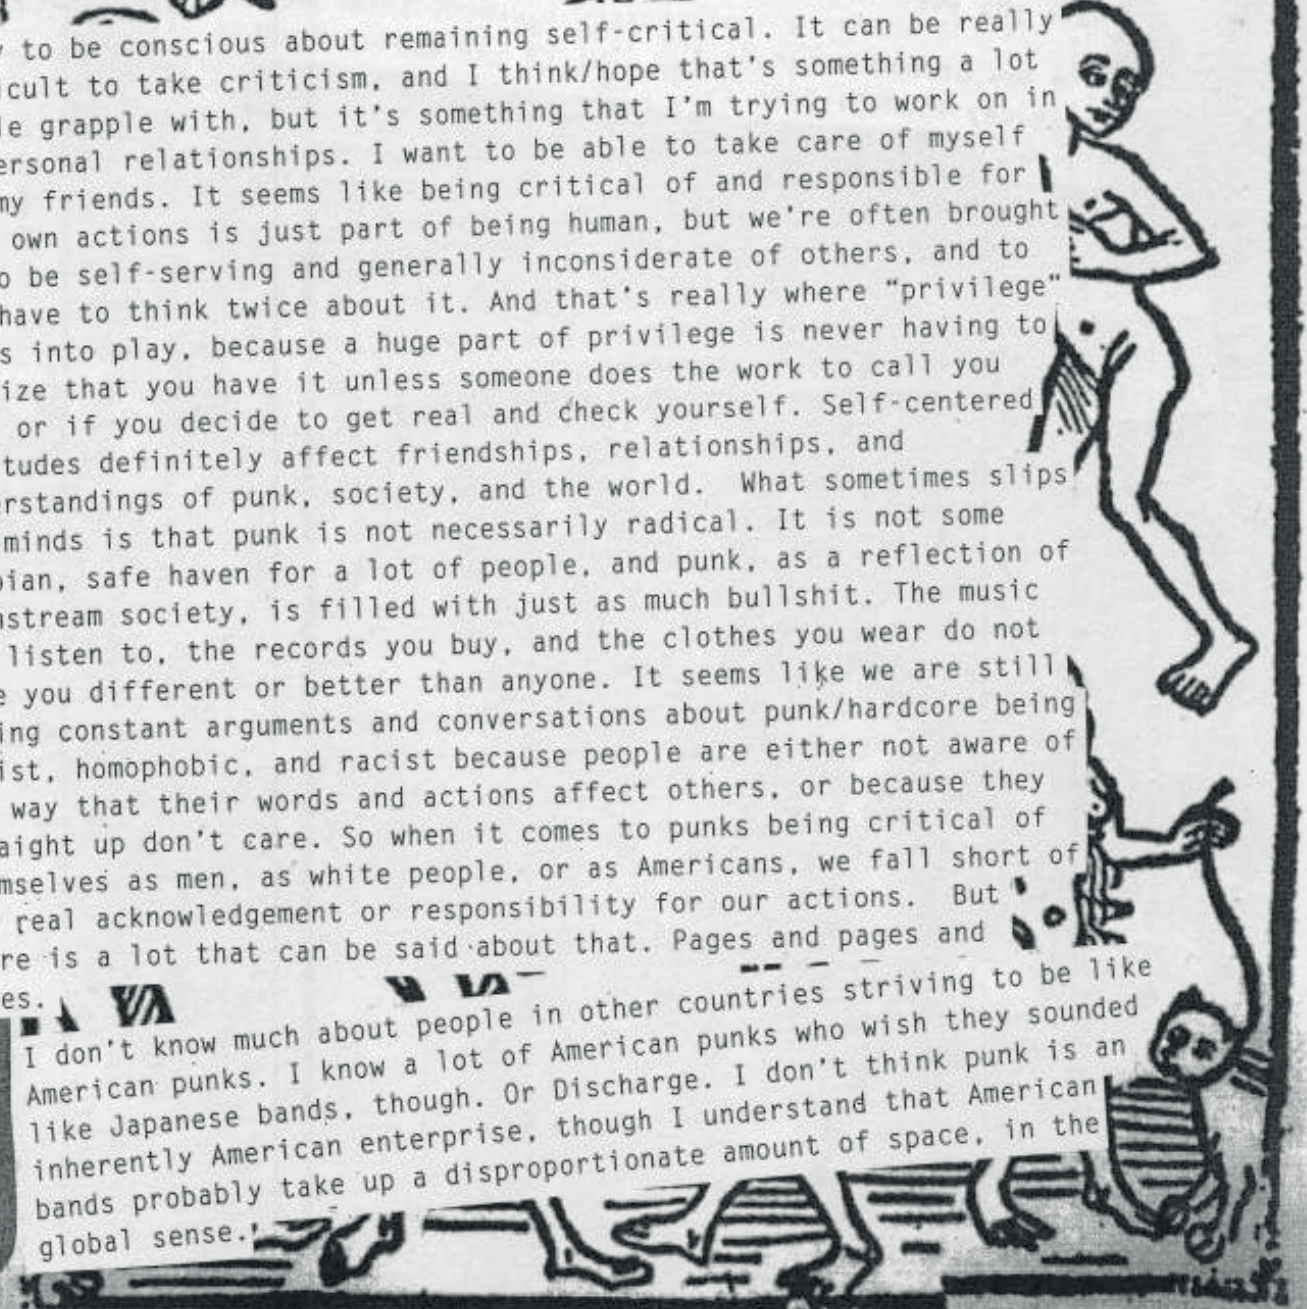 to be conscious about remaining self-critical. It can be really
icult to take criticism, and I think/hope that's something a lot
le grapple with, but it's something that I'm trying to work on in
ersonal relationships. I want to be able to take care of myself
my friends. It seems like being critical of and responsible for
own actions is just part of being human, but we're often brought
o be self-serving and generally inconsiderate of others, and to
have to think twice about it. And that's really where "privilege"
s into play, because a huge part of privilege is never having to
ize that you have it unless someone does the work to call you
or if you decide to get real and check yourself. Self-centered
tudes definitely affect friendships, relationships, and
erstandings of punk, society, and the world.  What sometimes slips
minds is that punk is not necessarily radical. It is not some
pian, safe haven for a lot of people, and punk, as a reflection of
nstream society, is filled with just as much bullshit. The music
listen to, the records you buy, and the clothes you wear do not
e you different or better than anyone. It seems like we are still
ing constant arguments and conversations about punk/hardcore being
ist, homophobic, and racist because people are either not aware of
way that their words and actions affect others, or because they
aight up don't care. So when it comes to punks being critical of
mselves as men, as white people, or as Americans, we fall short of
real acknowledgement or responsibility for our actions.  But
re is a lot that can be said about that. Pages and pages and
es.
I don't know much about people in other countries striving to be like
American punks. I know a lot of American punks who wish they sounded
like Japanese bands, though. Or Discharge. I don't think punk is an
inherently American enterprise, though I understand that American
bands probably take up a disproportionate amount of space, in the
global sense.